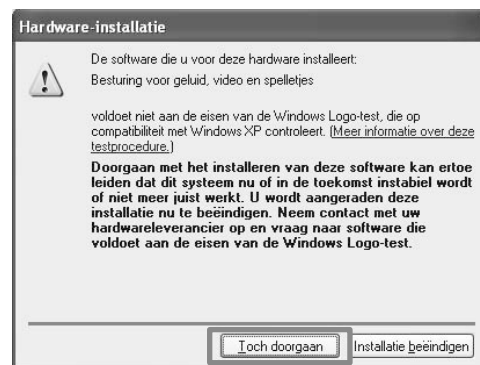 Hardware-installatie
De software die u voor deze hardware installeert:
Besturing voor geluid, video en spelletjes
voldoet niet aan de eisen van de Windows Logo-test, die op
compatibiliteit met Windows XP controleert. (Meer informatie over deze
testprocedure.)
Doorgaan met het installeren van deze software kan ertoe
leiden dat dit systeem nu of in de toekomst instabiel wordt
of niet meer juist werkt. U wordt aangeraden deze
installatie nu te beëindigen. Neem contact met uw
hardwareleverancier op en vraag naar software die
voldoet aan de eisen van de Windows Logo-test.
Toch doorgaan Installatie beëindigen